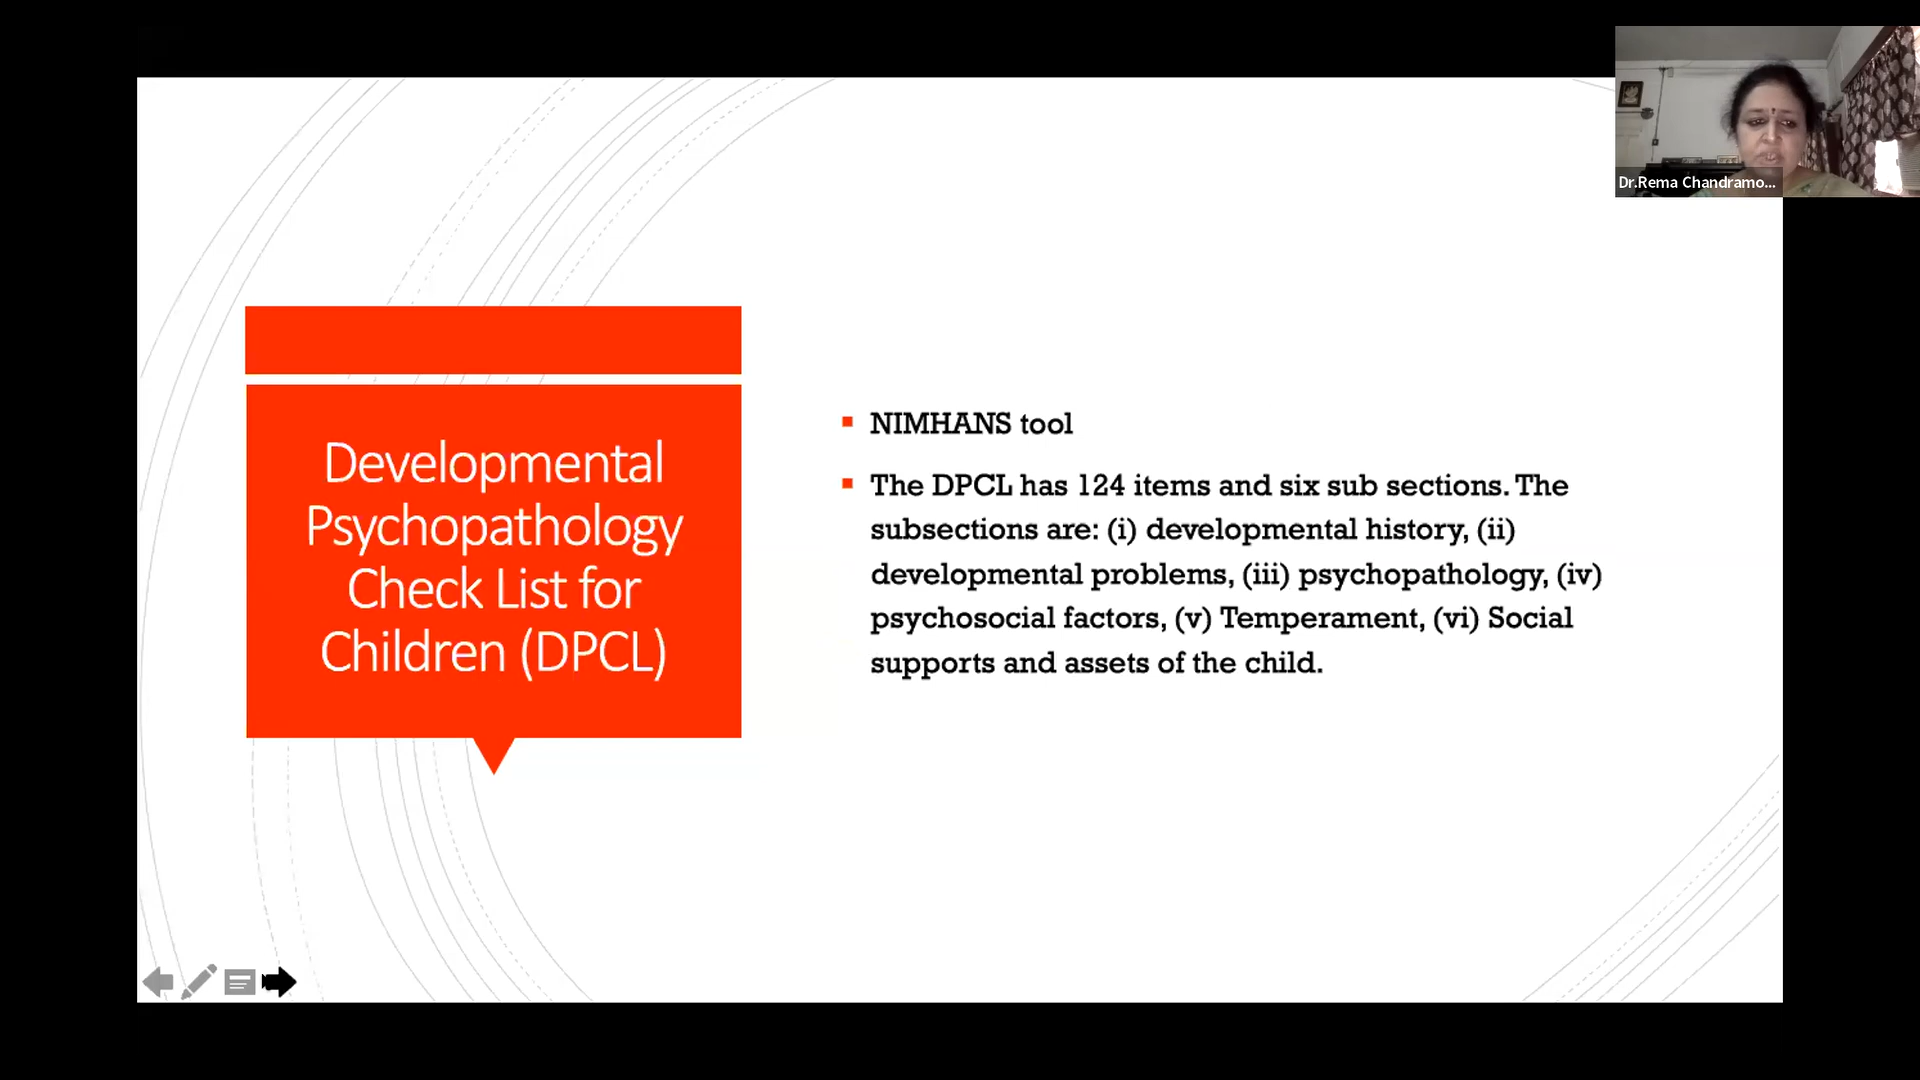 Dr.Rema Chandramo...
Developmental
Psychopathology
Check List for
Children (DPCL)
NIMHANS tool
The DPCL has 124 items and six sub sections. The
subsections are: (i) developmental history, (ii)
developmental problems, (iii) psychopathology, (iv)
psychosocial factors, (v) Temperament, (vi) Social
supports and assets of the child.